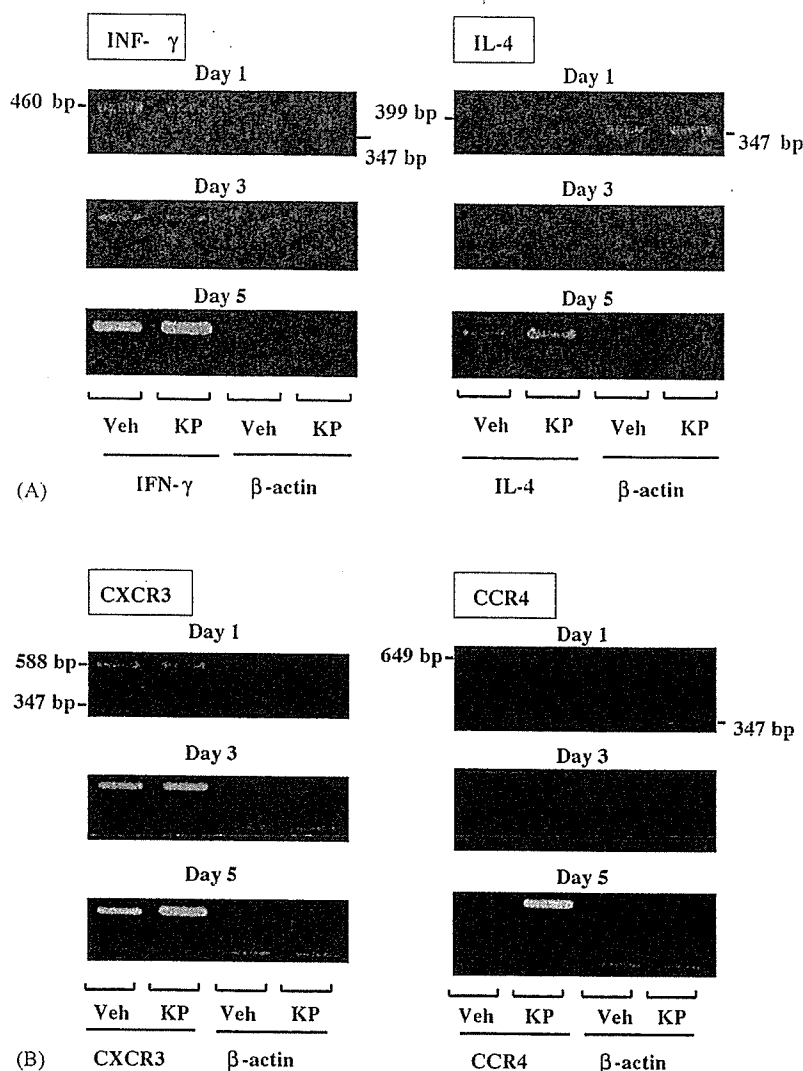 INF- γ
Day 1
460 bp
347 bp
Day 3
Day 5
Veh KP Veh KP
IFN-γ β-actin
IL-4
Day 1
399 bp
347 bp
Day 3
Day 5
Veh KP Veh KP
IL-4 β-actin
(A)
CXCR3
Day 1
588 bp
347 bp
Day 3
Day 5
Veh KP Veh KP
CXCR3 β-actin
CCR4
Day 1
649 bp
347 bp
Day 3
Day 5
Veh KP Veh KP
CCR4 β-actin
(B)